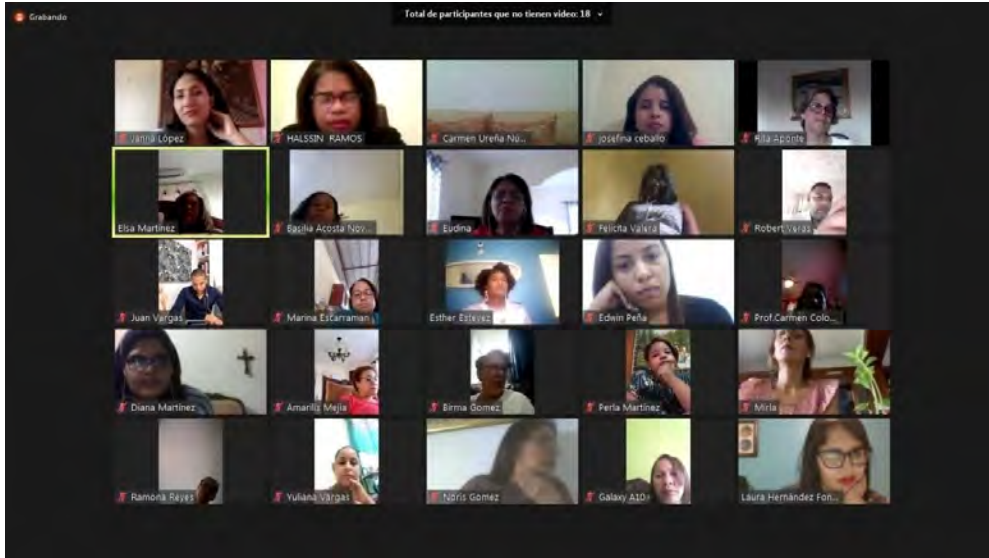 Grabando
Total de participantes que no tienen video: 18
Janna López
HALSSIN RAMOS
Carmen Ureña Nú...
josefina ceballo
Rita Aponte
Elsa Martinez
Basilia Acosta Nov...
Eudina
Felicita Valera
Robert Veras
Juan Vargas
Marina Escarraman
Esther Estevez
Edwin Peña
Prof.Carmen Colo...
Diana Martinez
Amarilis Mejia
Birma Gomez
Perla Martinez
Mirla
Ramona Reyes
Yuliana Vargas
Noris Gomez
Galaxy A10
Laura Hernández Fon...